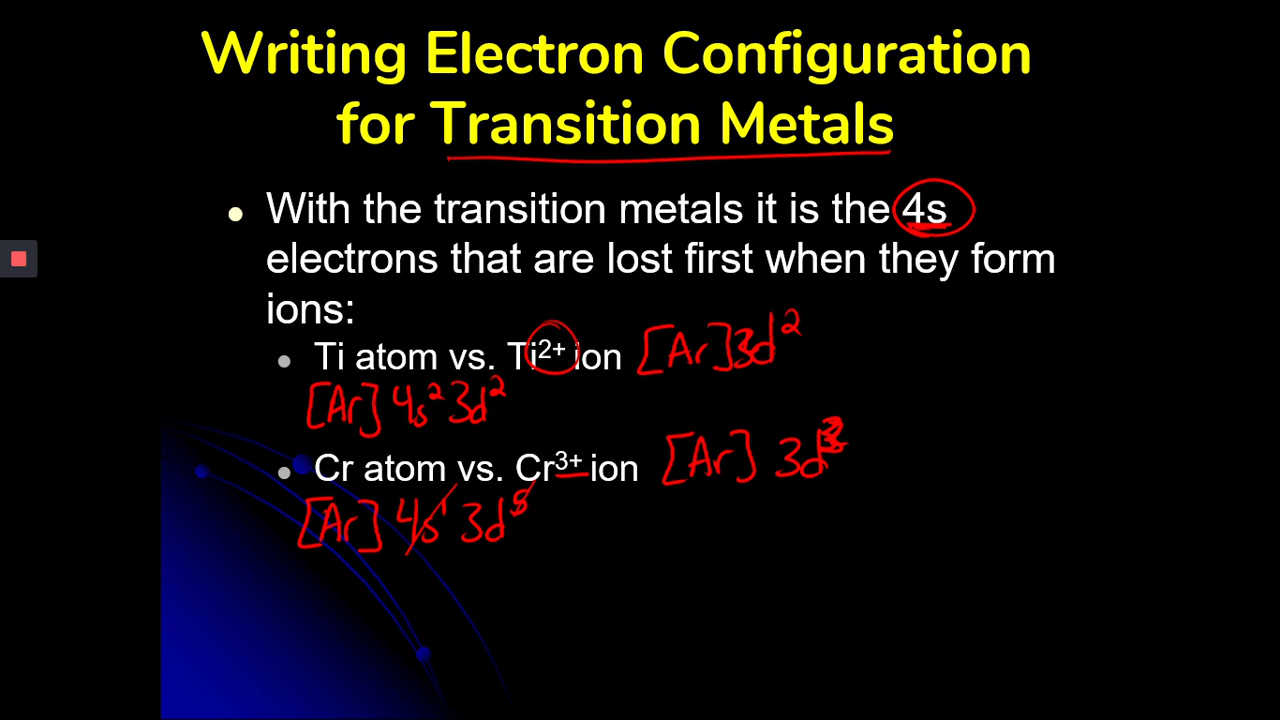 Writing Electron Configuration
for Transition Metals
With the transition metals it is the 4s
electrons that are lost first when they form
ions:
Ti atom vs. Ti²⁺ ion [Ar]3d²
[Ar] 4s² 3d²
Cr atom vs. Cr³⁺ ion [Ar] 3d³
[Ar] 4s¹ 3d⁵